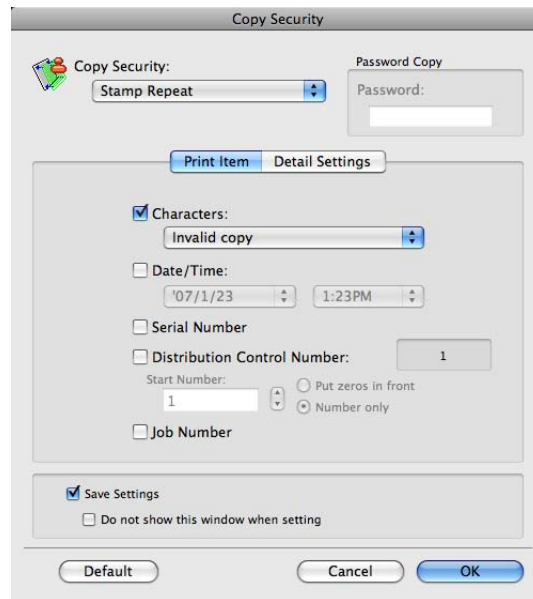 Copy Security
Copy Security:
Stamp Repeat
Password Copy
Password:
Print Item Detail Settings
Characters:
Invalid copy
Date/Time:
'07/1/23 1:23PM
Serial Number
Distribution Control Number: 1
Start Number:
1
Put zeros in front
Number only
Job Number
Save Settings
Do not show this window when setting
Default Cancel OK